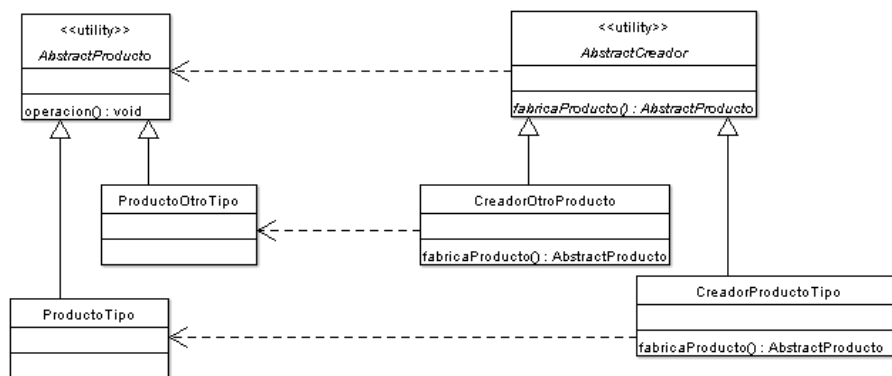 <<utility>>
AbstractProducto
operacion() : void
<<utility>>
AbstractCreador
fabricaProducto() : AbstractProducto
ProductoOtroTipo
CreadorOtroProducto
fabricaProducto() : AbstractProducto
ProductoTipo
CreadorProductoTipo
fabricaProducto() : AbstractProducto